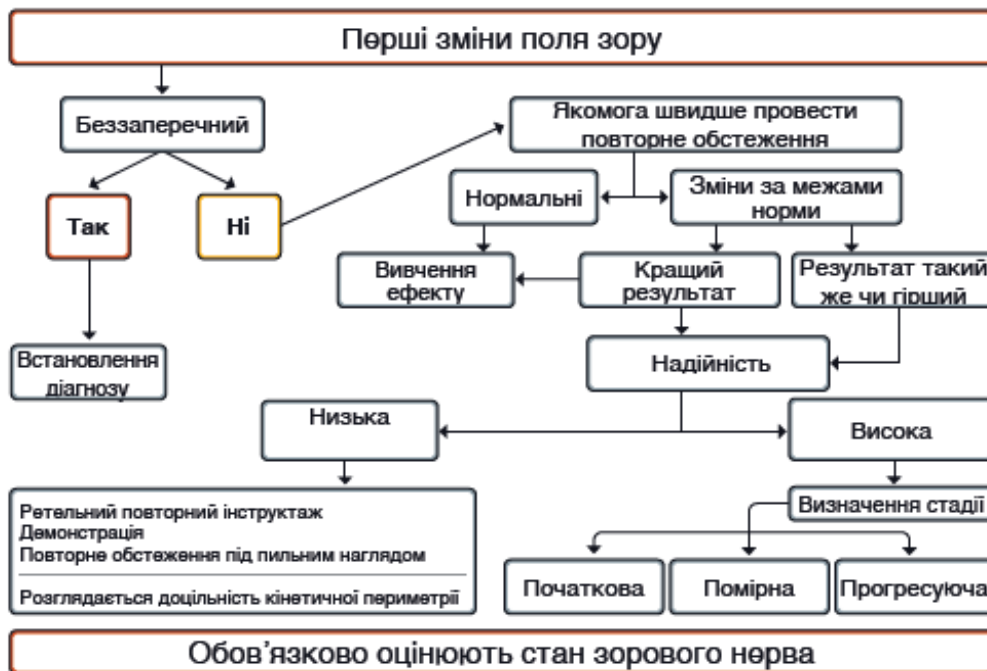 Перші зміни поля зору
Беззаперечний
Якомога швидше провести
повторне обстеження
Так
Ні
Нормальні
Зміни за межами
норми
Вивчення
ефекту
Кращий
результат
Результат такий
же чи гірший
Встановлення
діагнозу
Надійність
Низька
Висока
Ретельний повторний інструктаж
Демонстрація
Повторне обстеження під пильним наглядом
Розглядається доцільність кінетичної периметрії
Визначення стадії
Початкова
Помірна
Прогресуюча
Обов’язково оцінюють стан зорового нерва